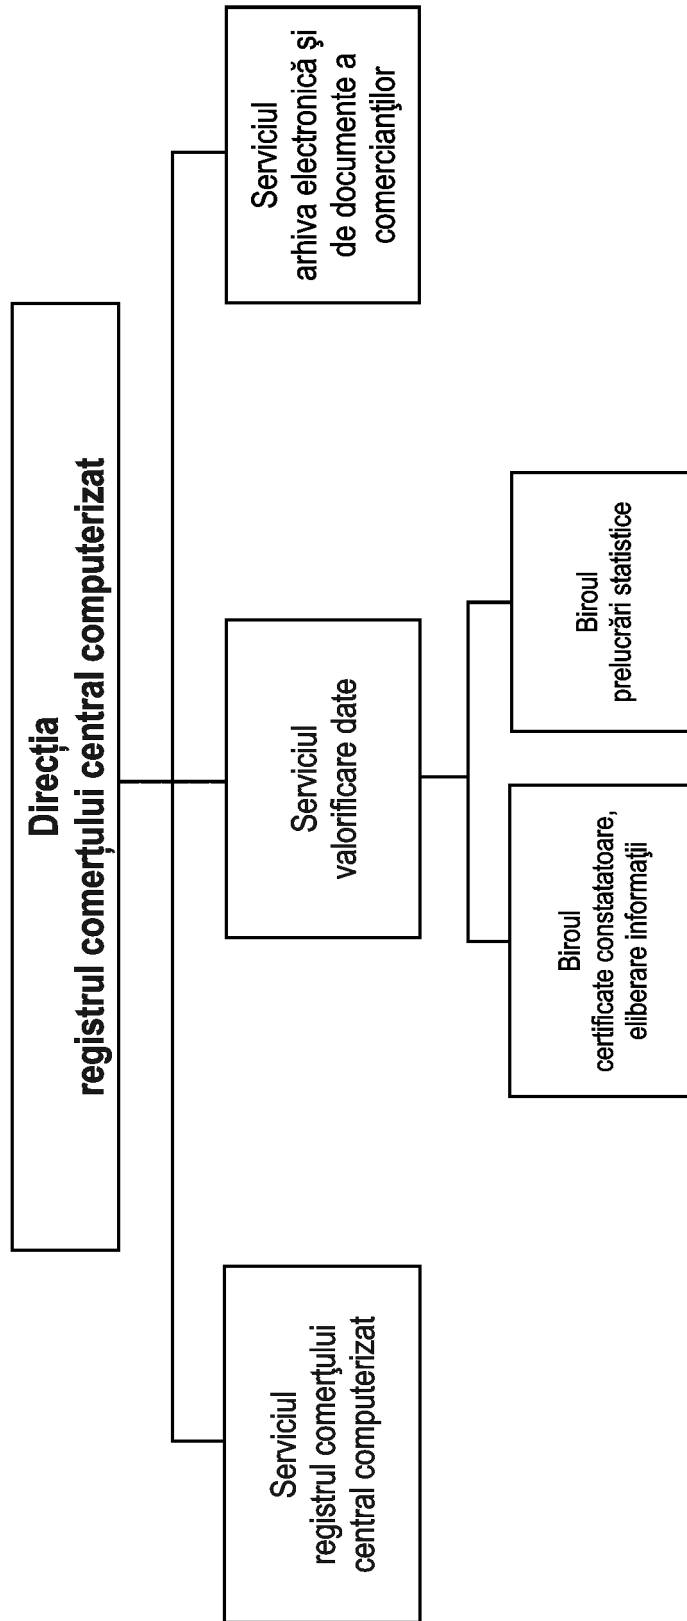 Direcția
registrul comerțului central computerizat
Serviciul
registrul comerţului
central computerizat
Serviciul
valorificare date
Serviciul
arhiva electronică şi
de documente a
comercianţilor
Biroul
certificate constatatoare,
eliberare informaţii
Biroul
prelucrări statistice